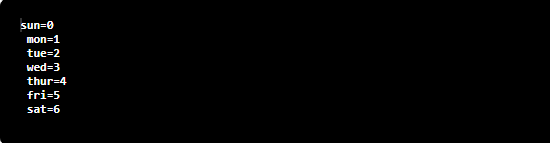 sun=0
mon=1
tue=2
wed=3
thur=4
fri=5
sat=6